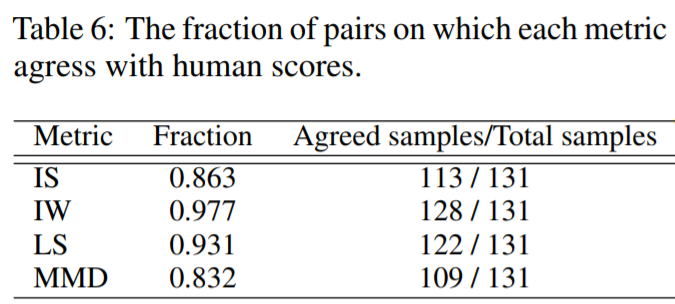 Table 6: The fraction of pairs on which each metric
agress with human scores.
Metric Fraction Agreed samples/Total samples
IS 0.863 113 / 131
IW 0.977 128 / 131
LS 0.931 122 / 131
MMD 0.832 109 / 131